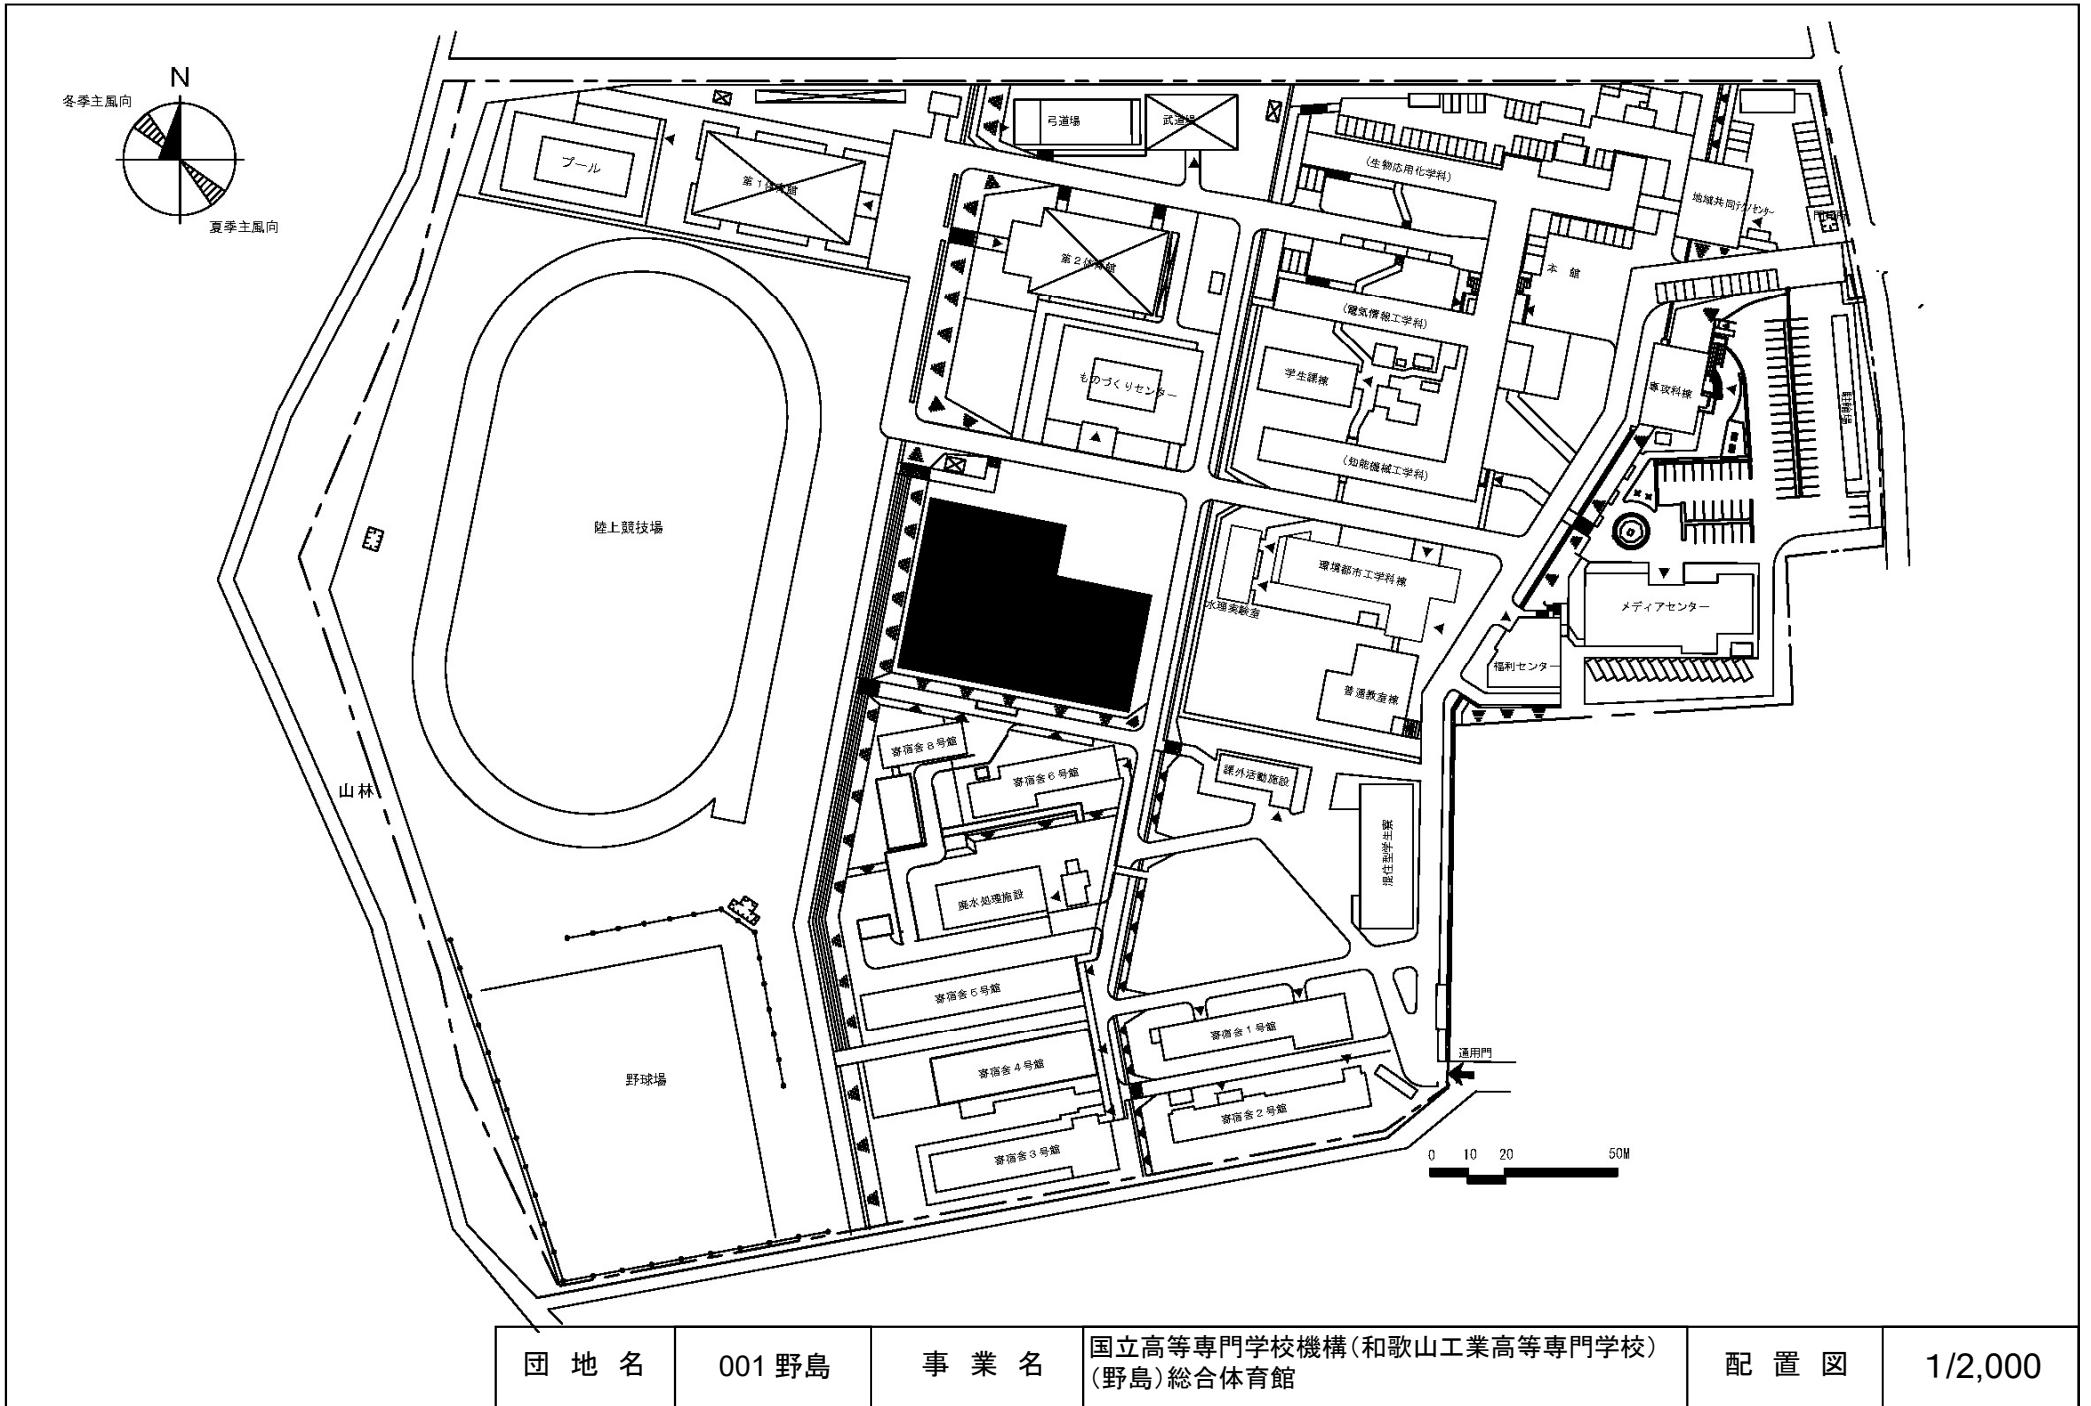 N
冬季主風向
夏季主風向
弓道場
武道場
プール
第1体育館
(生物応用化学科)
地域共同テクノセンター
第2体育館
本館
(電気情報工学科)
ものづくりセンター
学生課棟
専攻科棟
駐輪場
(知能機械工学科)
陸上競技場
環境都市工学科棟
水理実験室
メディアセンター
福利センター
普通教室棟
寄宿舎8号館
寄宿舎6号館
課外活動施設
山林
混住型学生寮
廃水処理施設
寄宿舎5号館
寄宿舎1号館
通用門
寄宿舎4号館
野球場
寄宿舎2号館
寄宿舎3号館
0 10 20 50M
団地名
001 野島
事業名
国立高等専門学校機構(和歌山工業高等専門学校)
(野島)総合体育館
配置図
1/2,000